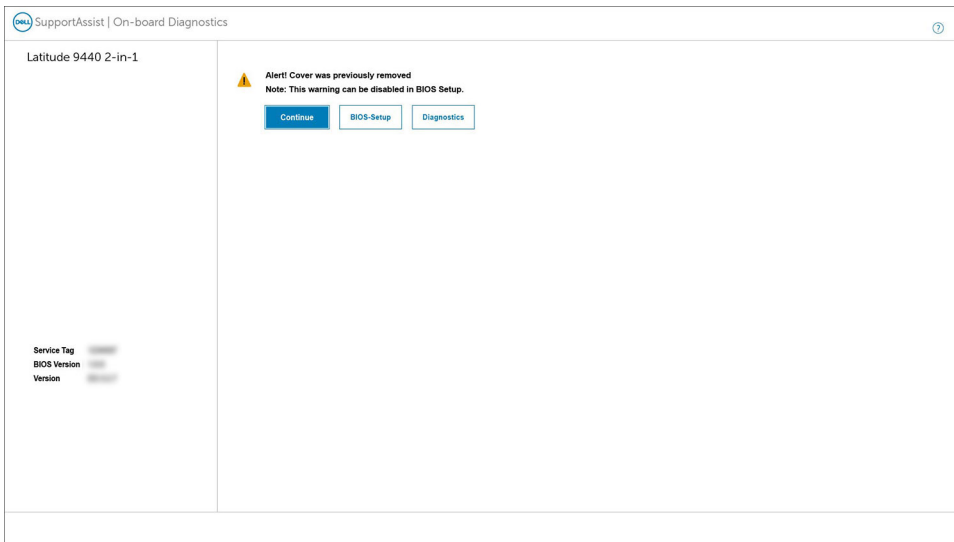 DELL SupportAssist | On-board Diagnostics
?
Latitude 9440 2-in-1
Alert! Cover was previously removed
Note: This warning can be disabled in BIOS Setup.
Continue BIOS-Setup Diagnostics
Service Tag
BIOS Version
Version